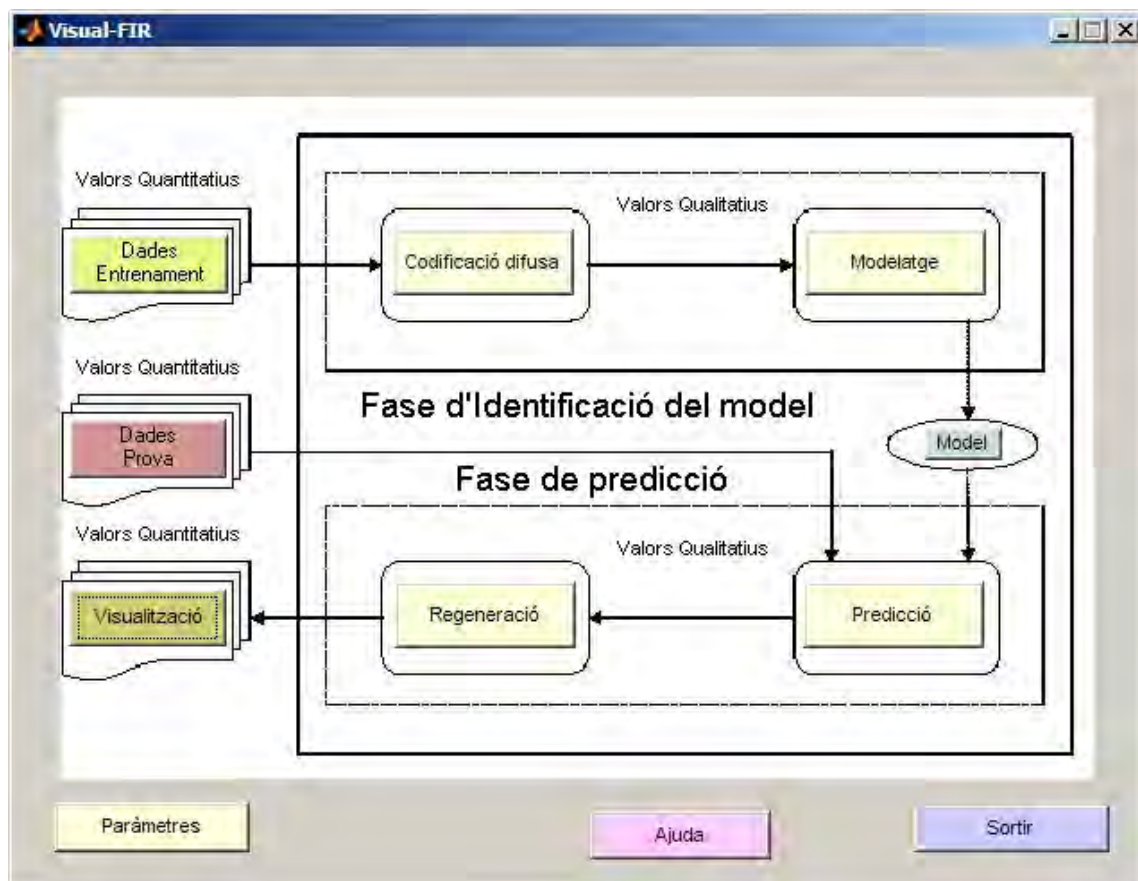 Visual-FIR
Valors Quantitatius
Valors Qualitatius
Dades
Entrenament
Codificació difusa
Modelatge
Valors Quantitatius
Fase d'Identificació del model
Dades
Prova
Model
Fase de predicció
Valors Quantitatius
Valors Qualitatius
Visualització
Regeneració
Predicció
Paràmetres
Ajuda
Sortir